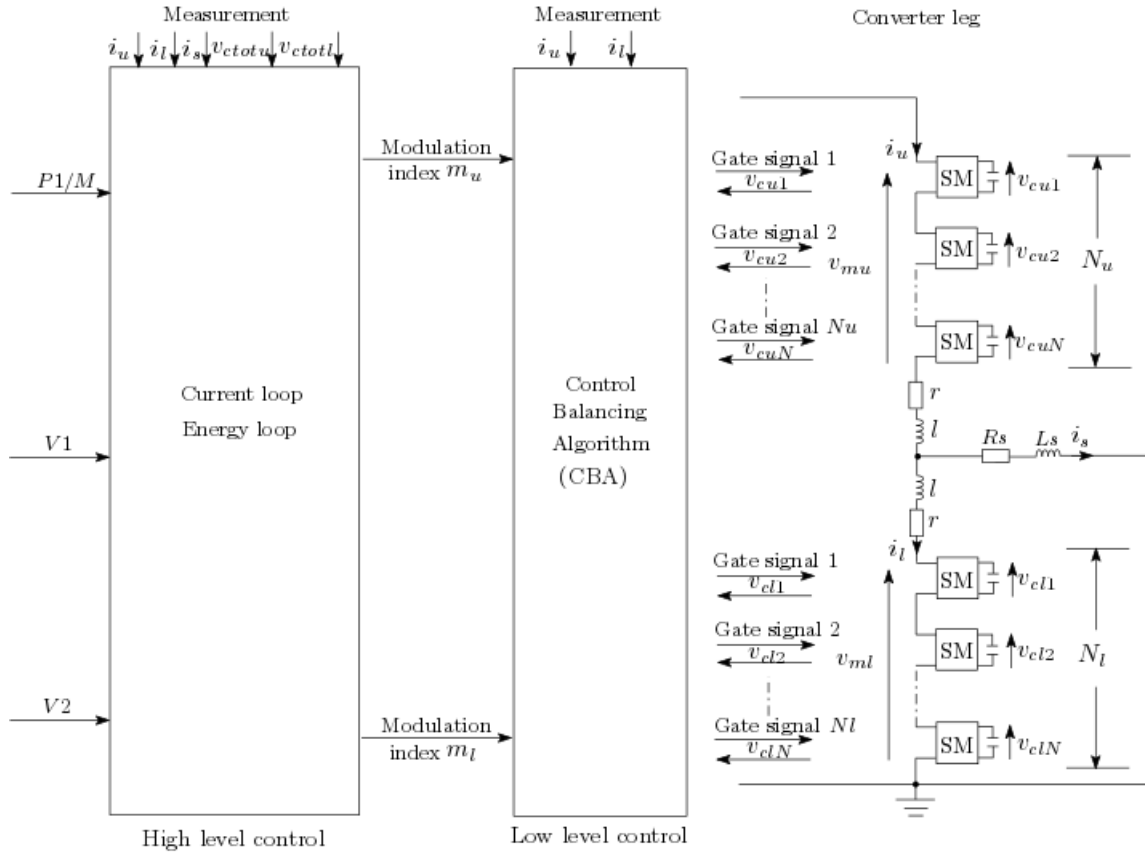 Measurement
i_u i_l i_s v_ctotu v_ctotl
P1/M
V1
V2
Current loop
Energy loop
High level control
Modulation
index m_u
Modulation
index m_l
Measurement
i_u i_l
Control
Balancing
Algorithm
(CBA)
Low level control
Converter leg
Gate signal 1
v_cu1
Gate signal 2
v_cu2
Gate signal Nu
v_cuN
v_mu
i_u
SM
v_cu1
SM
v_cu2
SM
v_cuN
N_u
r
l
Rs Ls i_s
l
r
i_l
Gate signal 1
v_cl1
Gate signal 2
v_cl2
Gate signal Nl
v_clN
v_ml
SM
v_cl1
SM
v_cl2
SM
v_clN
N_l